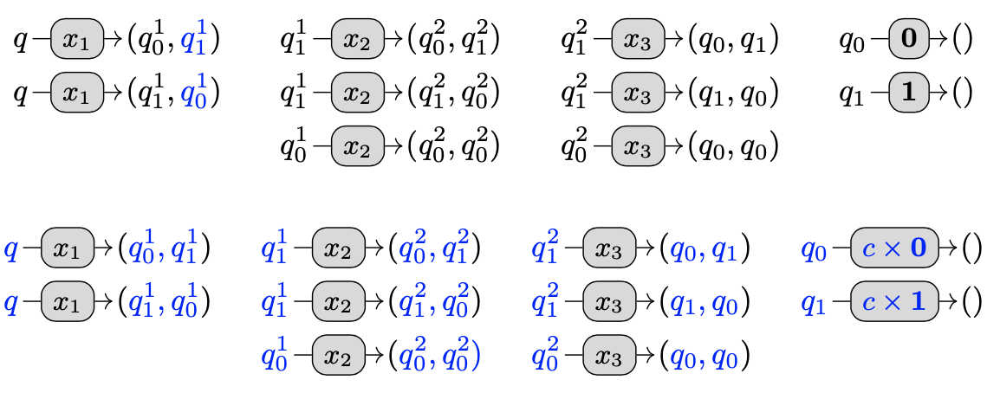 q –x₁→ (q₀¹, q₁¹)   q₁¹ –x₂→ (q₀², q₁²)   q₁² –x₃→ (q₀, q₁)   q₀ –𝟎→ ()
q –x₁→ (q₁¹, q₀¹)   q₁¹ –x₂→ (q₁², q₀²)   q₁² –x₃→ (q₁, q₀)   q₁ –𝟏→ ()
q₀¹ –x₂→ (q₀², q₀²)   q₀² –x₃→ (q₀, q₀)
q –x₁→ (q₀¹, q₁¹)   q₁¹ –x₂→ (q₀², q₁²)   q₁² –x₃→ (q₀, q₁)   q₀ –c × 𝟎→ ()
q –x₁→ (q₁¹, q₀¹)   q₁¹ –x₂→ (q₁², q₀²)   q₁² –x₃→ (q₁, q₀)   q₁ –c × 𝟏→ ()
q₀¹ –x₂→ (q₀², q₀²)   q₀² –x₃→ (q₀, q₀)